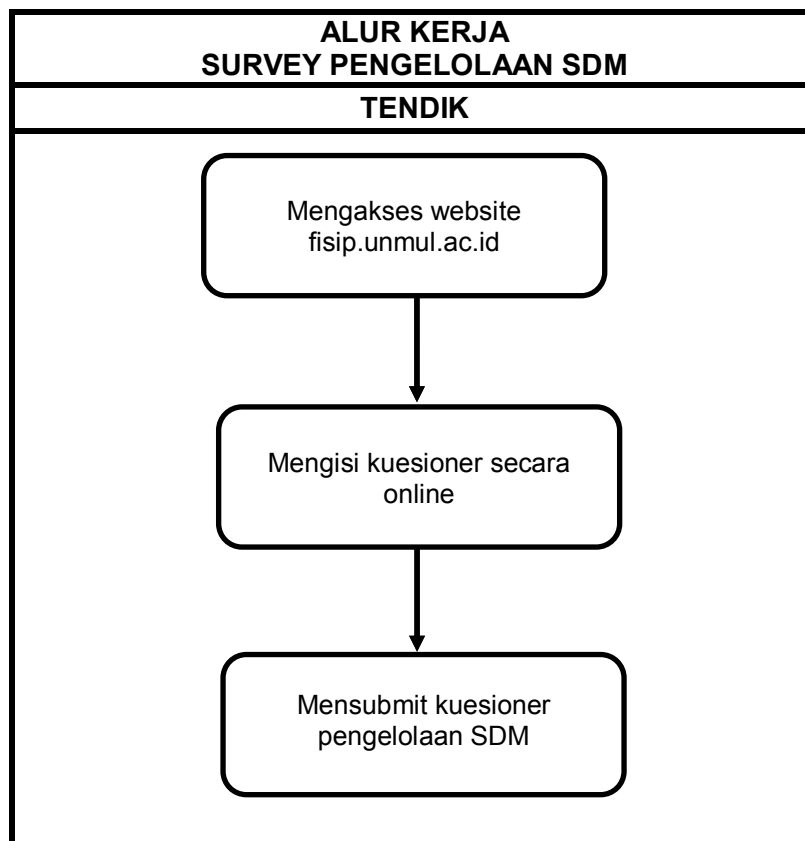 ALUR KERJA
SURVEY PENGELOLAAN SDM
TENDIK
Mengakses website
fisip.unmul.ac.id
Mengisi kuesioner secara
online
Mensubmit kuesioner
pengelolaan SDM